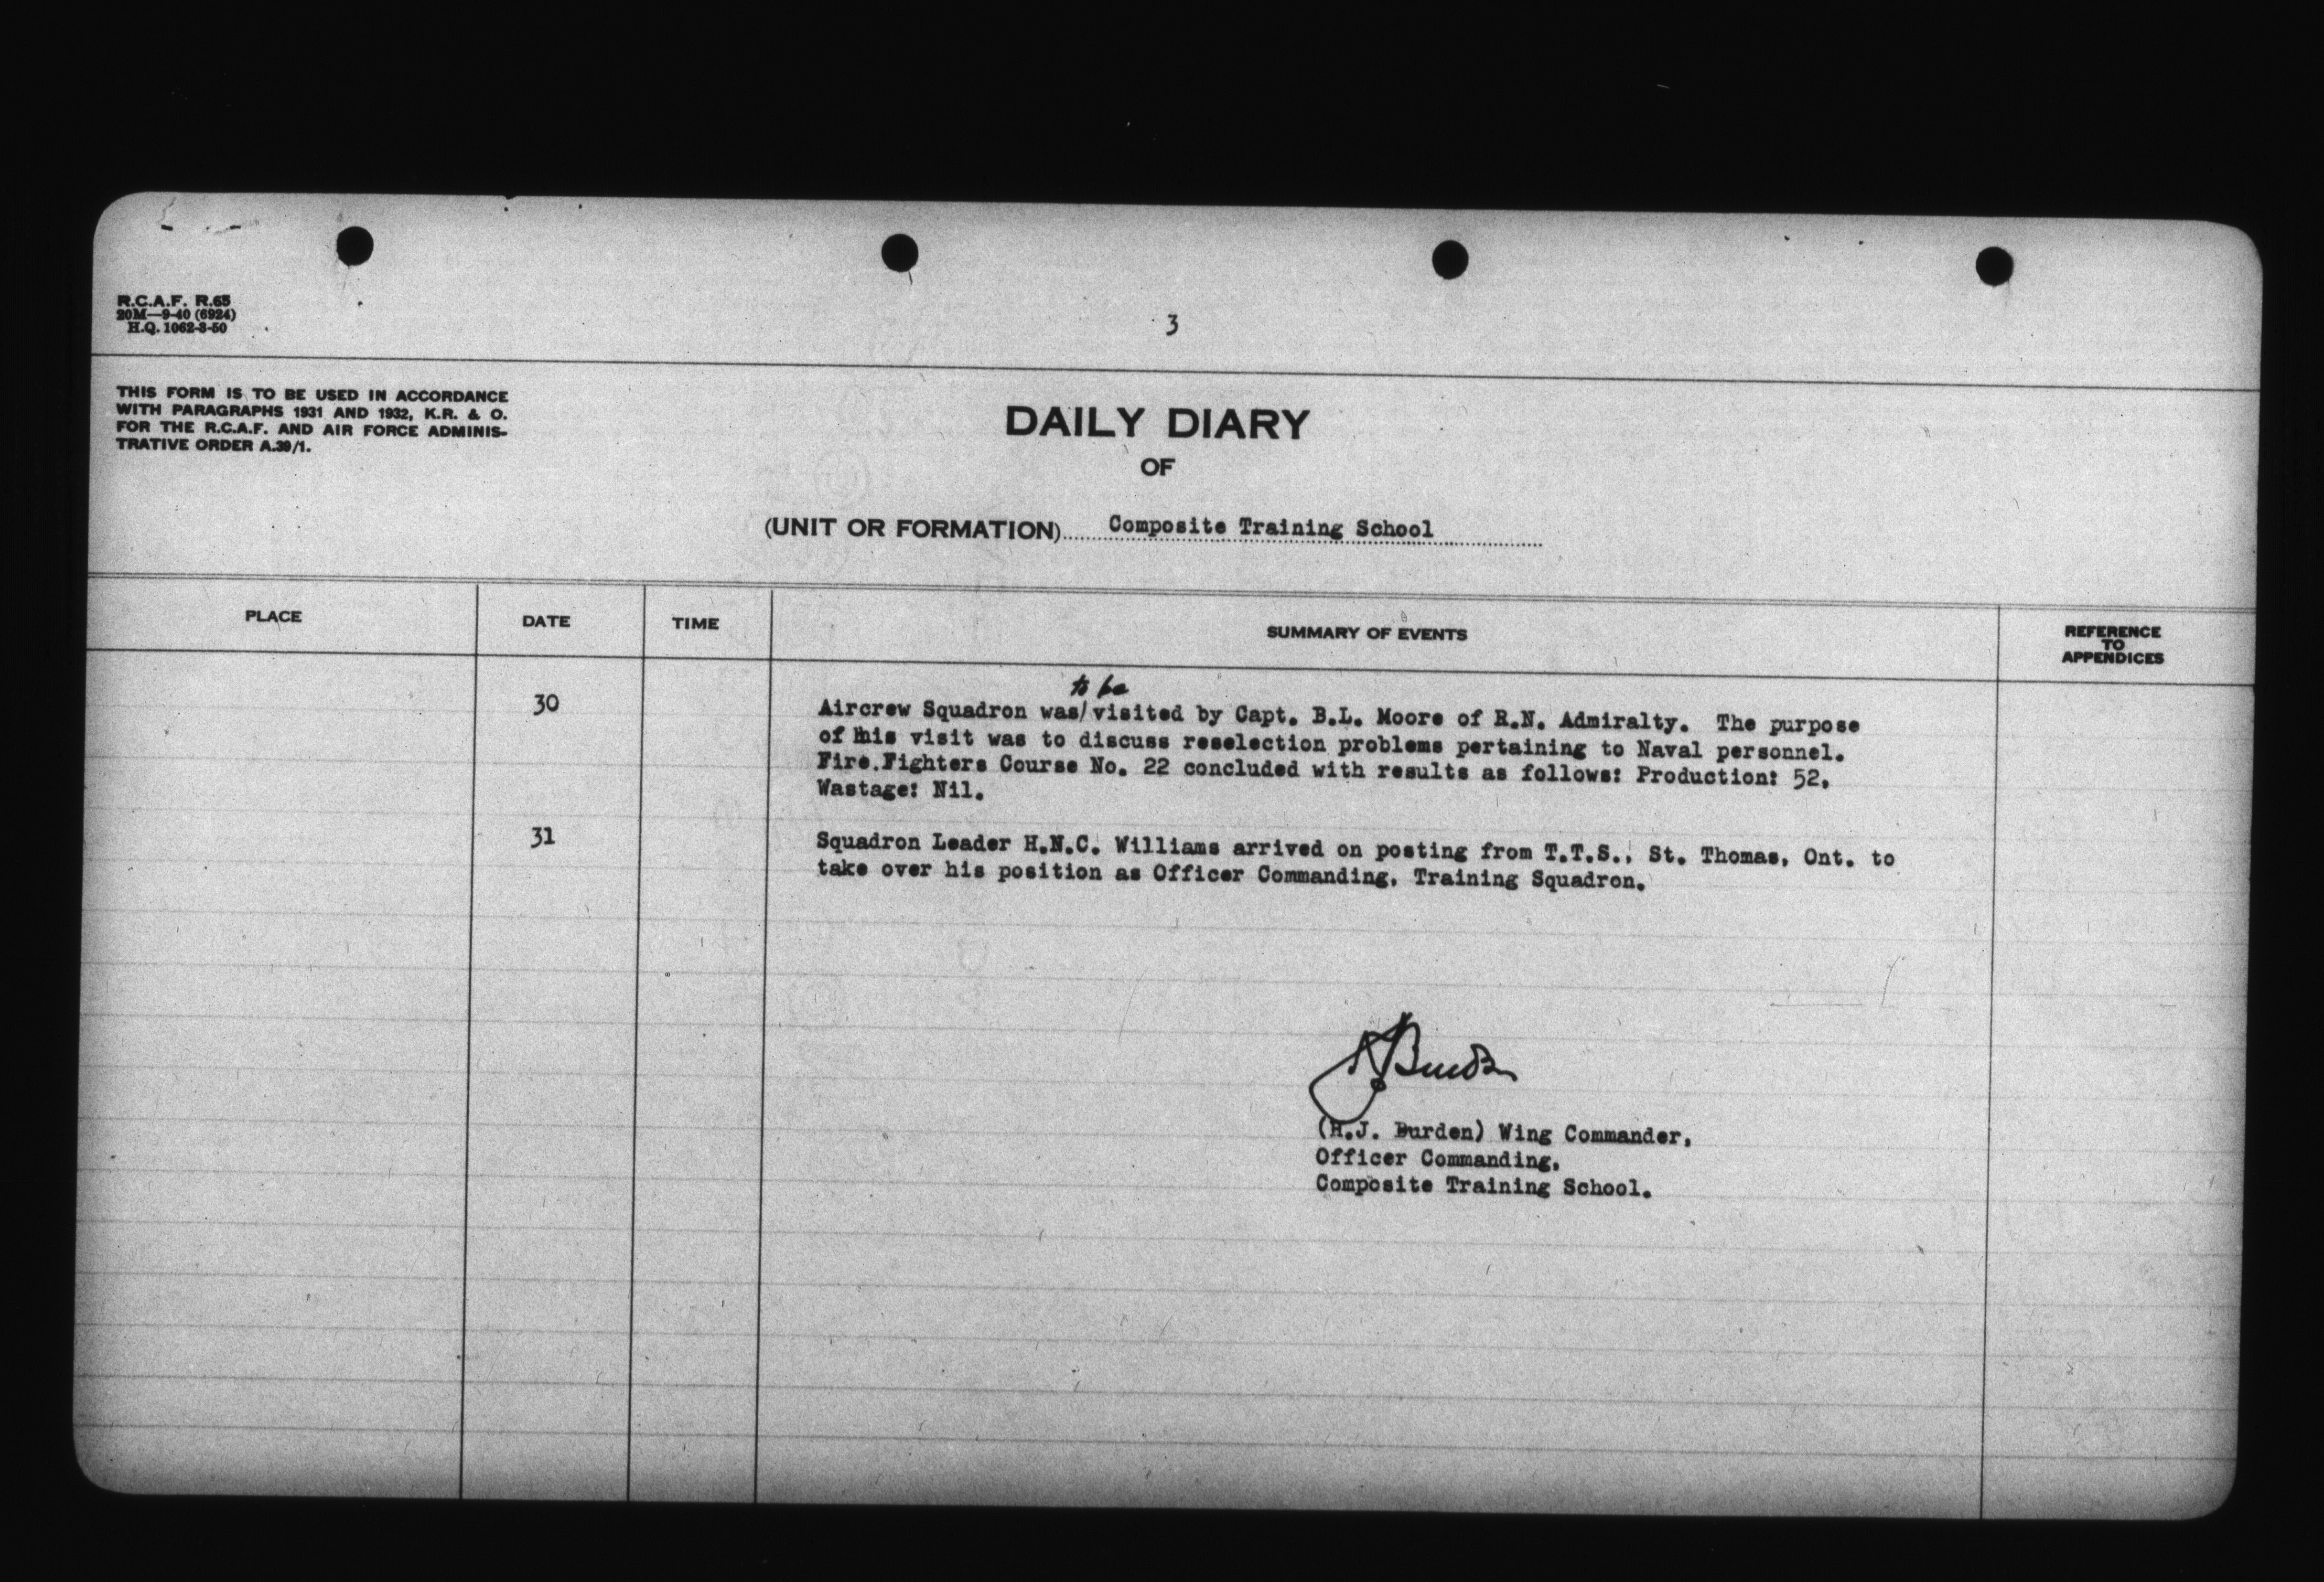 R.C.A.F. R.65
20M—9-40 (6924)
H.Q. 1062-3-50
3
THIS FORM IS TO BE USED IN ACCORDANCE
WITH PARAGRAPHS 1931 AND 1932, K.R. & O.
FOR THE R.C.A.F. AND AIR FORCE ADMINIS-
TRATIVE ORDER A.39/1.
DAILY DIARY
OF
(UNIT OR FORMATION) Composite Training School
PLACE DATE TIME SUMMARY OF EVENTS REFERENCE TO APPENDICES
to be
30 Aircrew Squadron was/visited by Capt. B.L. Moore of R.N. Admiralty. The purpose
of his visit was to discuss reselection problems pertaining to Naval personnel.
Fire Fighters Course No. 22 concluded with results as follows: Production: 52,
Wastage: Nil.
31 Squadron Leader H.N.C. Williams arrived on posting from T.T.S., St. Thomas, Ont. to
take over his position as Officer Commanding, Training Squadron.
HJBurden
(H.J. Burden) Wing Commander,
Officer Commanding,
Composite Training School.